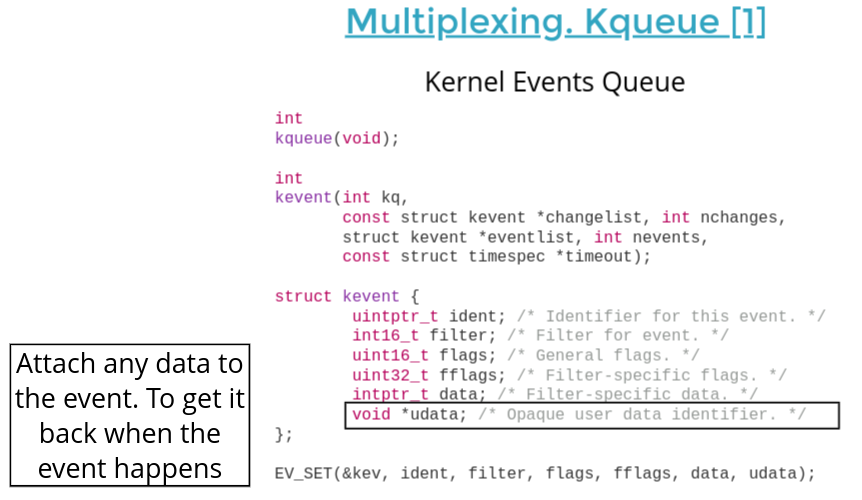 Multiplexing. Kqueue [1]
Kernel Events Queue
int
kqueue(void);
int
kevent(int kq,
const struct kevent *changelist, int nchanges,
struct kevent *eventlist, int nevents,
const struct timespec *timeout);
struct kevent {
uintptr_t ident; /* Identifier for this event. */
int16_t filter; /* Filter for event. */
uint16_t flags; /* General flags. */
uint32_t fflags; /* Filter-specific flags. */
intptr_t data; /* Filter-specific data. */
void *udata; /* Opaque user data identifier. */
};
EV_SET(&kev, ident, filter, flags, fflags, data, udata);
Attach any data to
the event. To get it
back when the
event happens